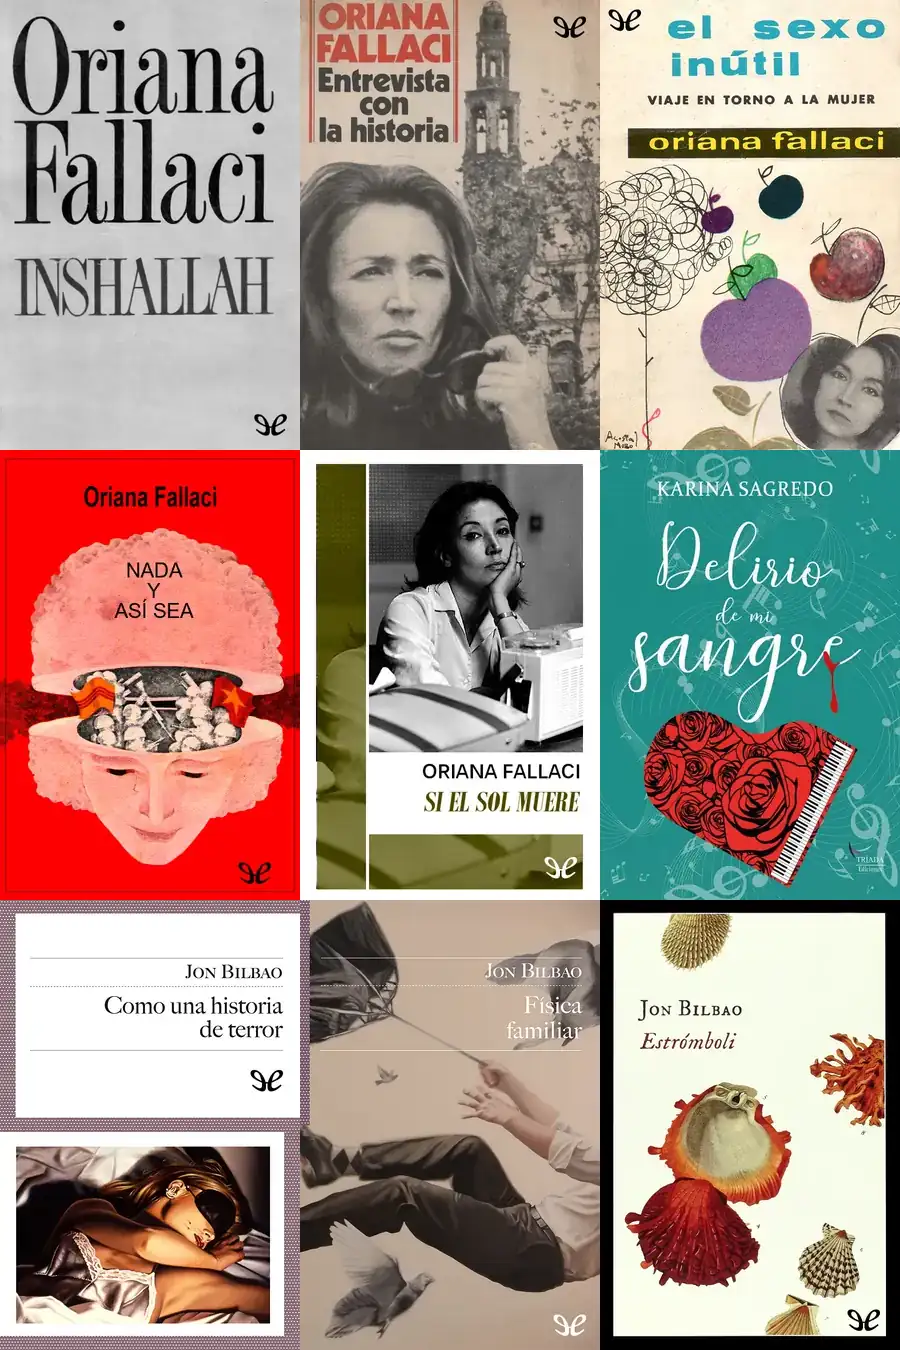 Oriana
Fallaci
INSHALLAH
ORIANA
FALLACI
Entrevista
con
la historia
el sexo
inútil
VIAJE EN TORNO A LA MUJER
oriana fallaci
Oriana Fallaci
NADA
Y
ASÍ SEA
ORIANA FALLACI
SI EL SOL MUERE
KARINA SAGREDO
Delirio
de mi
sangre
TRÍADA
Ediciones
JON BILBAO
Como una historia
de terror
JON BILBAO
Física
familiar
JON BILBAO
Estrómboli